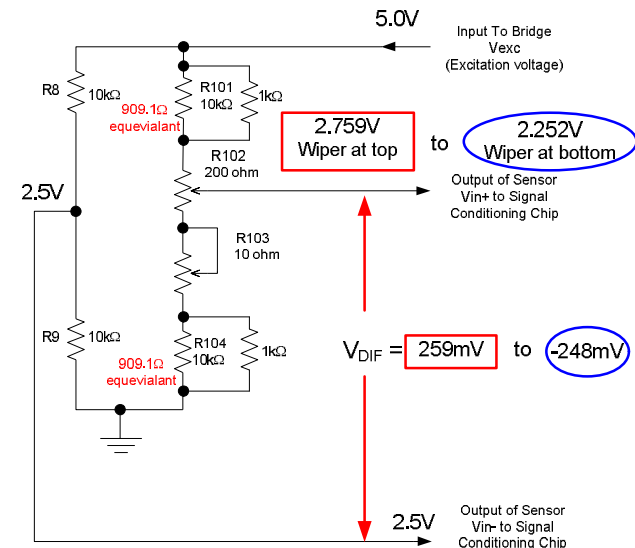 5.0V
Input To Bridge
Vexc
(Excitation voltage)
R8
10kΩ
R101
10kΩ
1kΩ
909.1Ω
equevialant
2.759V
Wiper at top
to
2.252V
Wiper at bottom
R102
200 ohm
2.5V
Output of Sensor
Vin+ to Signal
Conditioning Chip
R103
10 ohm
R9
10kΩ
R104
10kΩ
1kΩ
909.1Ω
equevialant
VDIF = 259mV to -248mV
2.5V
Output of Sensor
Vin- to Signal
Conditioning Chip